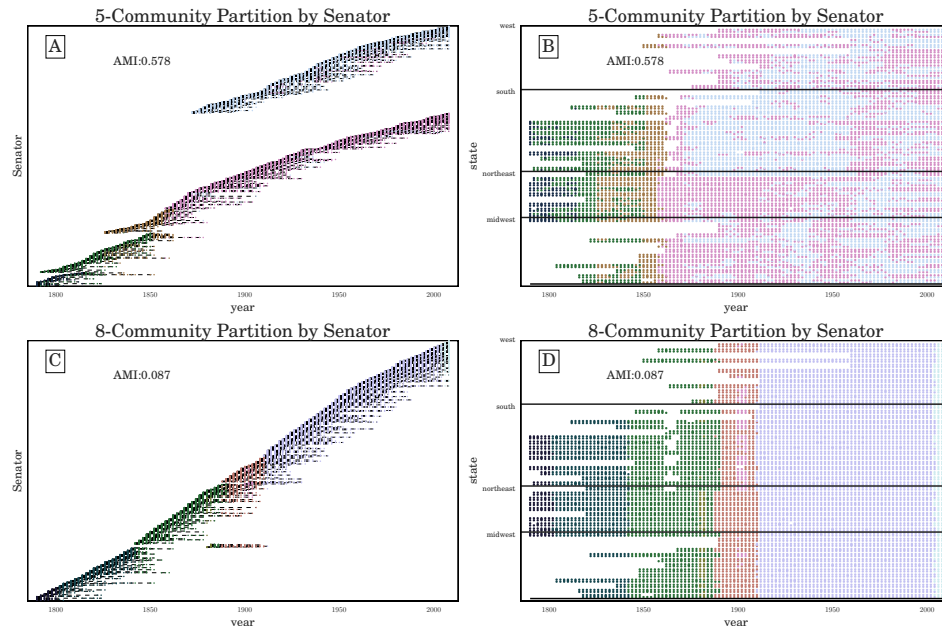 5-Community Partition by Senator
A
AMI:0.578
Senator
1800 1850 1900 1950 2000
year
5-Community Partition by Senator
B
AMI:0.578
west
south
northeast
midwest
state
1800 1850 1900 1950 2000
year
8-Community Partition by Senator
C
AMI:0.087
Senator
1800 1850 1900 1950 2000
year
8-Community Partition by Senator
D
AMI:0.087
west
south
northeast
midwest
state
1800 1850 1900 1950 2000
year